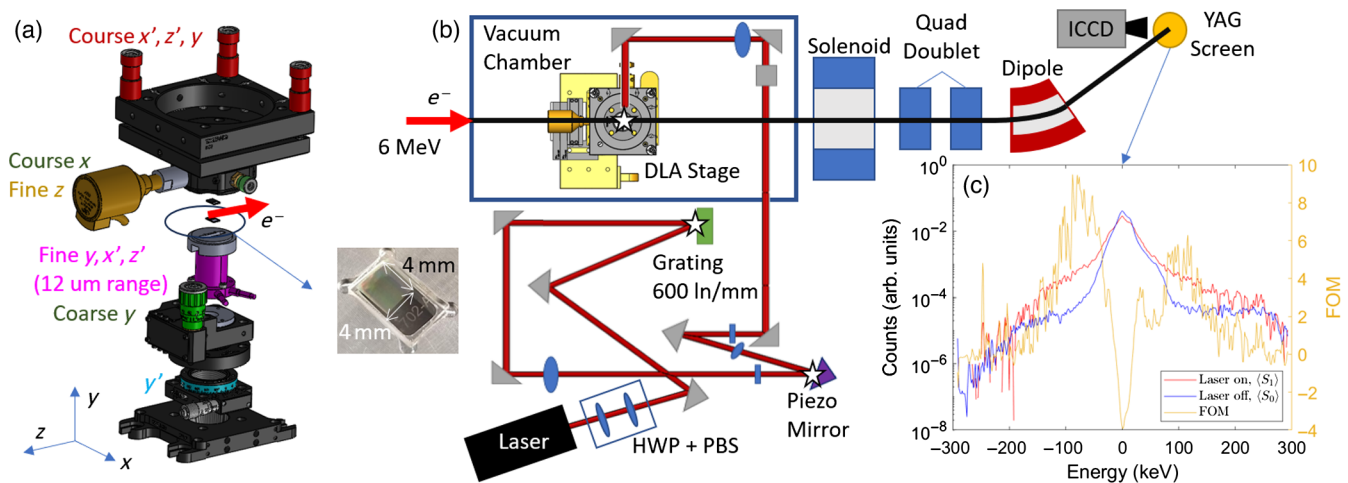 (a)
Course x’, z’, y
Course x
Fine z
e⁻
Fine y, x’, z’
(12 um range)
Coarse y
y’
y
z
x
4 mm
4 mm
(b)
Vacuum
Chamber
e⁻
6 MeV
DLA Stage
Solenoid
Quad
Doublet
Dipole
ICCD
YAG
Screen
Grating
600 ln/mm
Piezo
Mirror
Laser
HWP + PBS
(c)
10⁰
10⁻²
10⁻⁴
10⁻⁶
10⁻⁸
Counts (arb. units)
-300 -200 -100 0 100 200 300
Energy (keV)
10
8
6
4
2
0
−2
−4
FOM
Laser on, ⟨S₁⟩
Laser off, ⟨S₀⟩
FOM